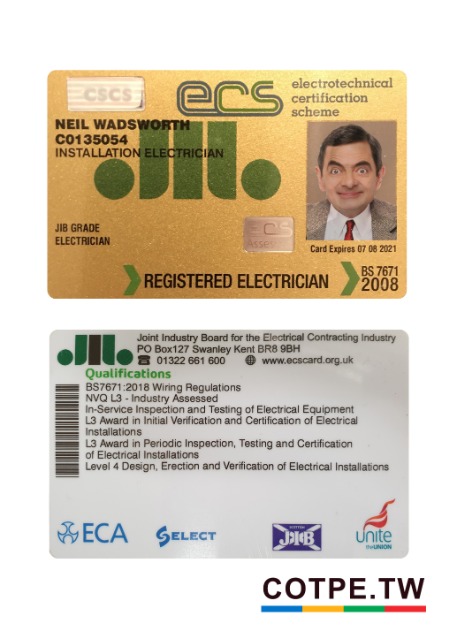 CSCS
ecs
electrotechnical
certification
scheme
NEIL WADSWORTH
C0135054
INSTALLATION ELECTRICIAN
JIB
JIB GRADE
ELECTRICIAN
ECS
Card Expires 07 08 2021
REGISTERED ELECTRICIAN
BS 7671
2008
JIB
Joint Industry Board for the Electrical Contracting Industry
PO Box127 Swanley Kent BR8 9BH
01322 661 600 www.ecscard.org.uk
Qualifications
BS7671:2018 Wiring Regulations
NVQ L3 - Industry Assessed
In-Service Inspection and Testing of Electrical Equipment
L3 Award in Initial Verification and Certification of Electrical
Installations
L3 Award in Periodic Inspection, Testing and Certification
of Electrical Installations
Level 4 Design, Erection and Verification of Electrical Installations
ECA
SELECT
JIB
unite
the UNION
COTPE.TW